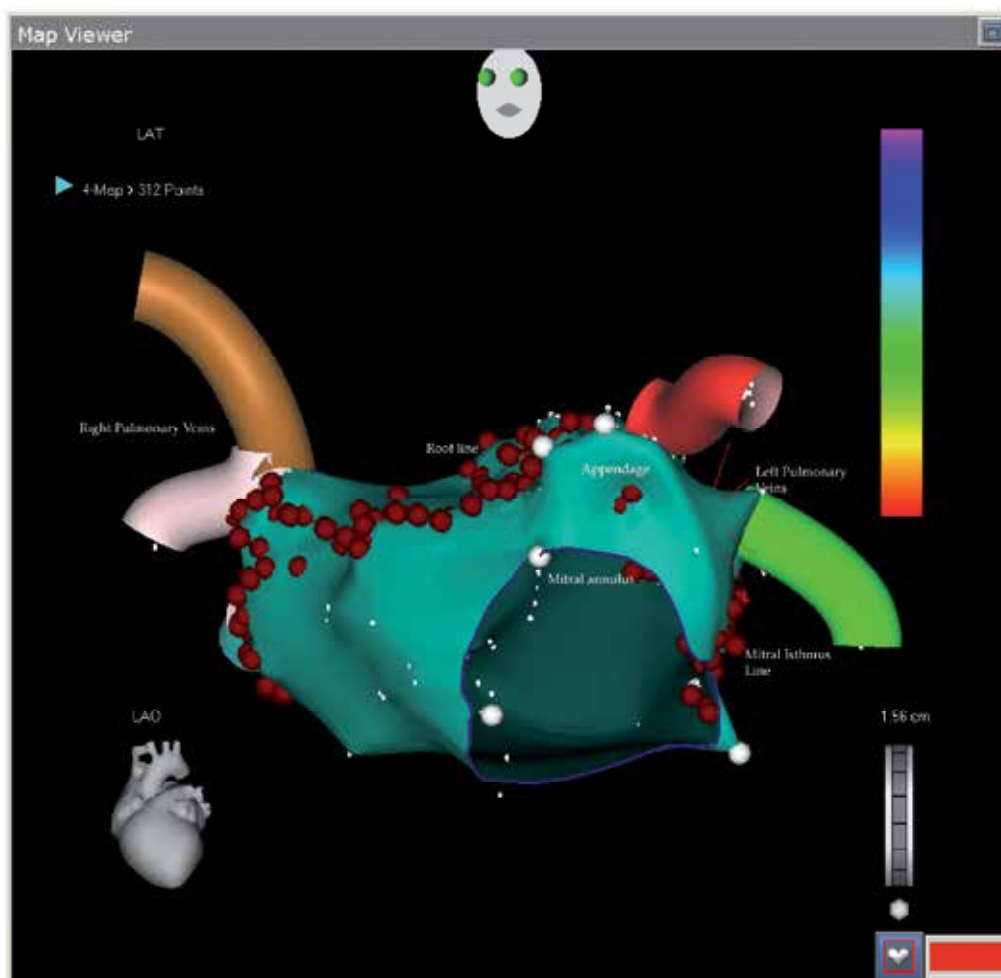 Map Viewer
LAT
4-Map > 312 Points
Right Pulmonary Veins
Roof line
Appendage
Left Pulmonary
Veins
Mitral annulus
Mitral Isthmus
Line
LAO
1.56 cm